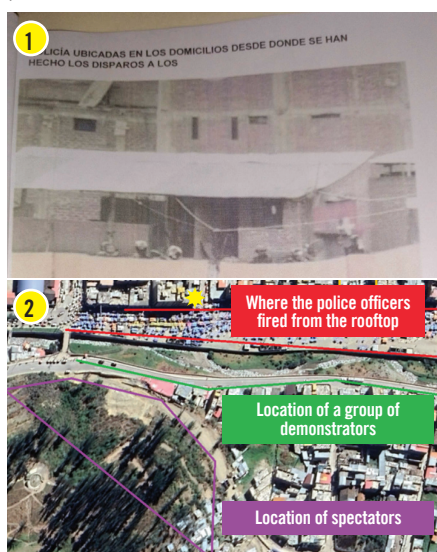 1
LICÍA UBICADAS EN LOS DOMICILIOS DESDE DONDE SE HAN
HECHO LOS DISPAROS A LOS
2
Where the police officers
fired from the rooftop
Location of a group of
demonstrators
Location of spectators